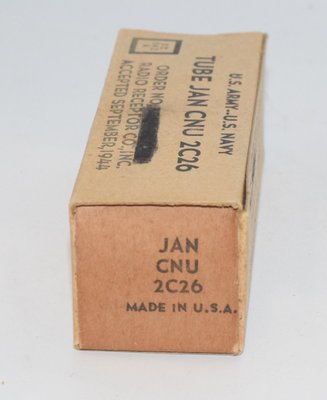 U.S. ARMY-U.S. NAVY
TUBE JAN CNU 2C26
ORDER NO.
RADIO RECEPTOR CO., INC.
ACCEPTED SEPTEMBER, 1944
JAN
CNU
2C26
MADE IN U.S.A.